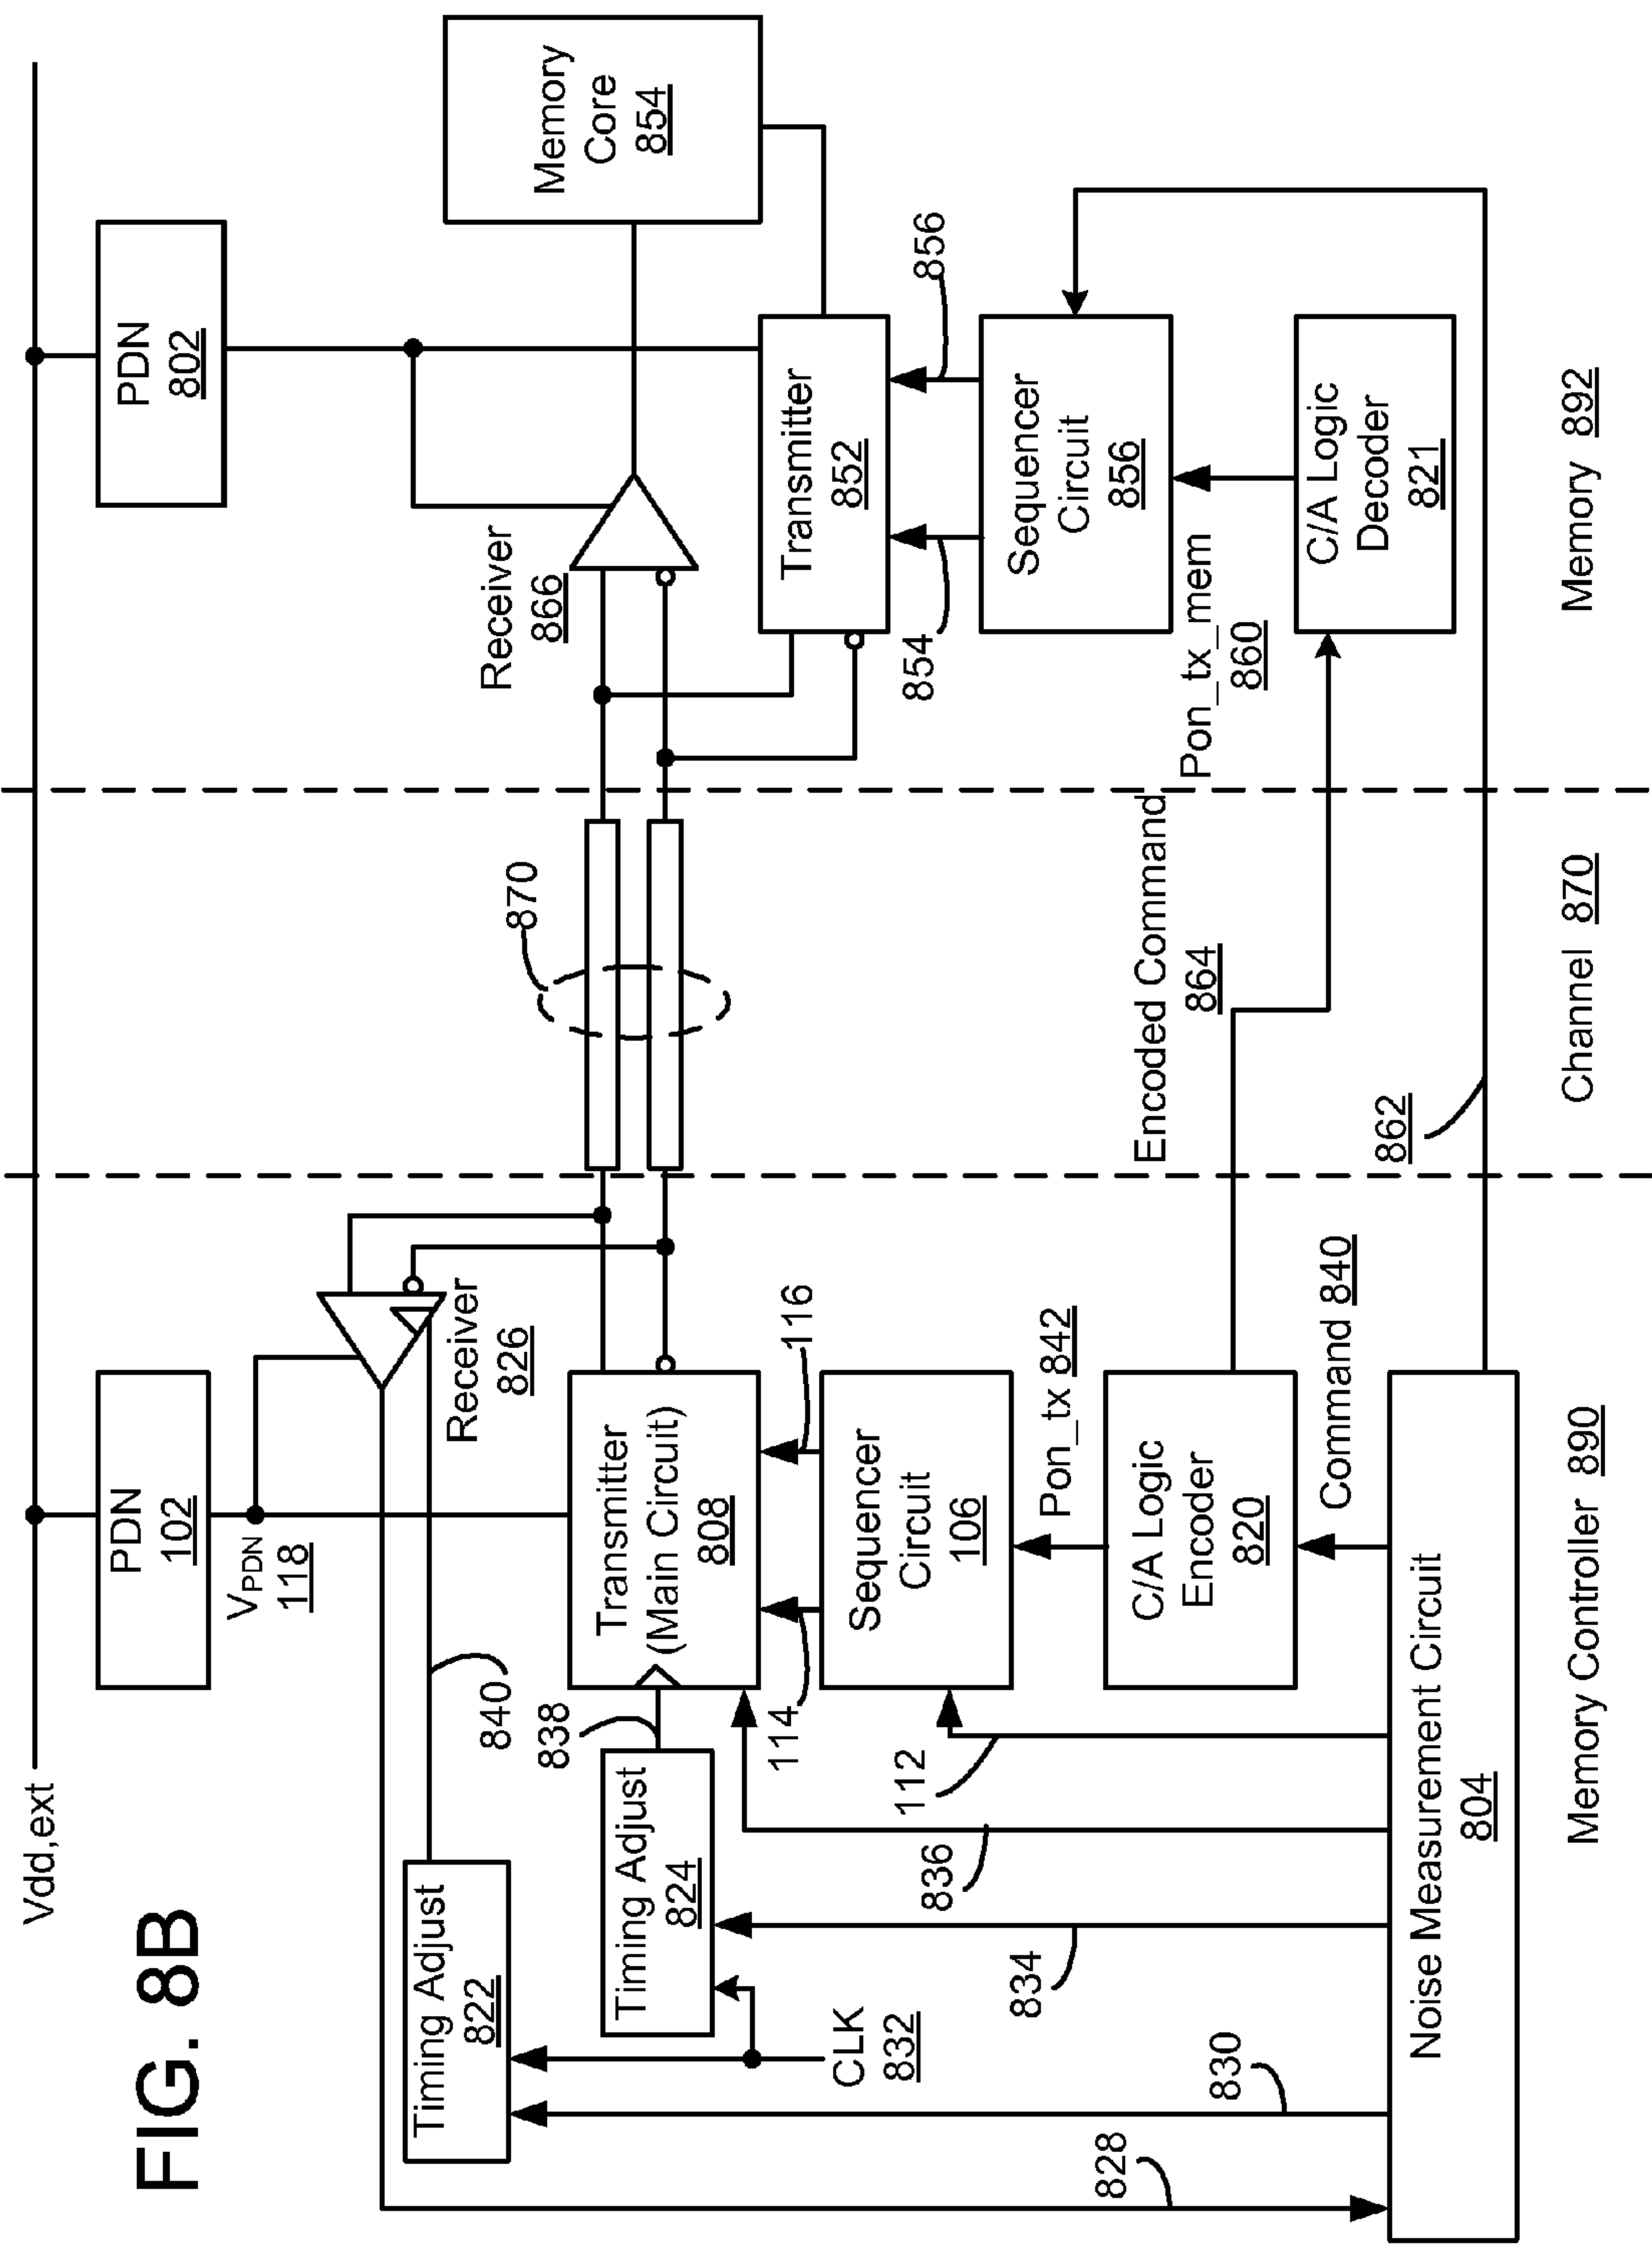 FIG. 8B
Vdd,ext
PDN
102
VPDN
118
PDN
802
Timing Adjust
822
840
Receiver
826
870
Receiver
866
Memory
Core
854
Timing Adjust
824
838
Transmitter
(Main Circuit)
808
Transmitter
852
CLK
832
114
116
854
856
Sequencer
Circuit
106
Sequencer
Circuit
856
112
836
834
830
828
Pon_tx 842
Encoded Command
864
Pon_tx_mem
860
C/A Logic
Encoder
820
C/A Logic
Decoder
821
Command 840
862
Noise Measurement Circuit
804
Memory Controller 890
Channel 870
Memory 892